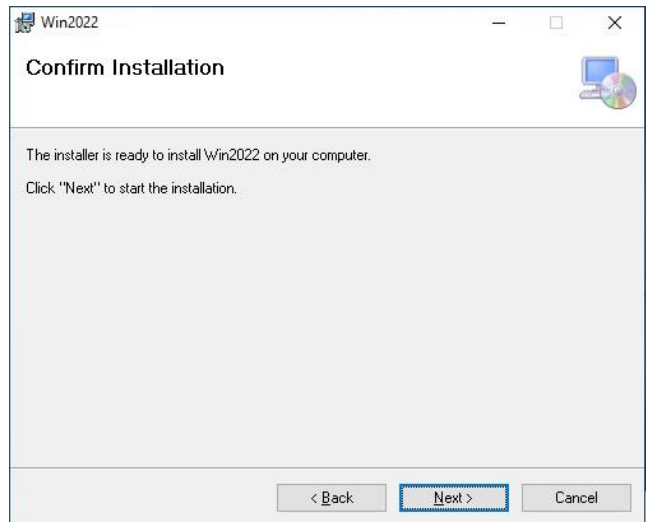 Win2022
Confirm Installation
The installer is ready to install Win2022 on your computer.
Click "Next" to start the installation.
< Back
Next >
Cancel